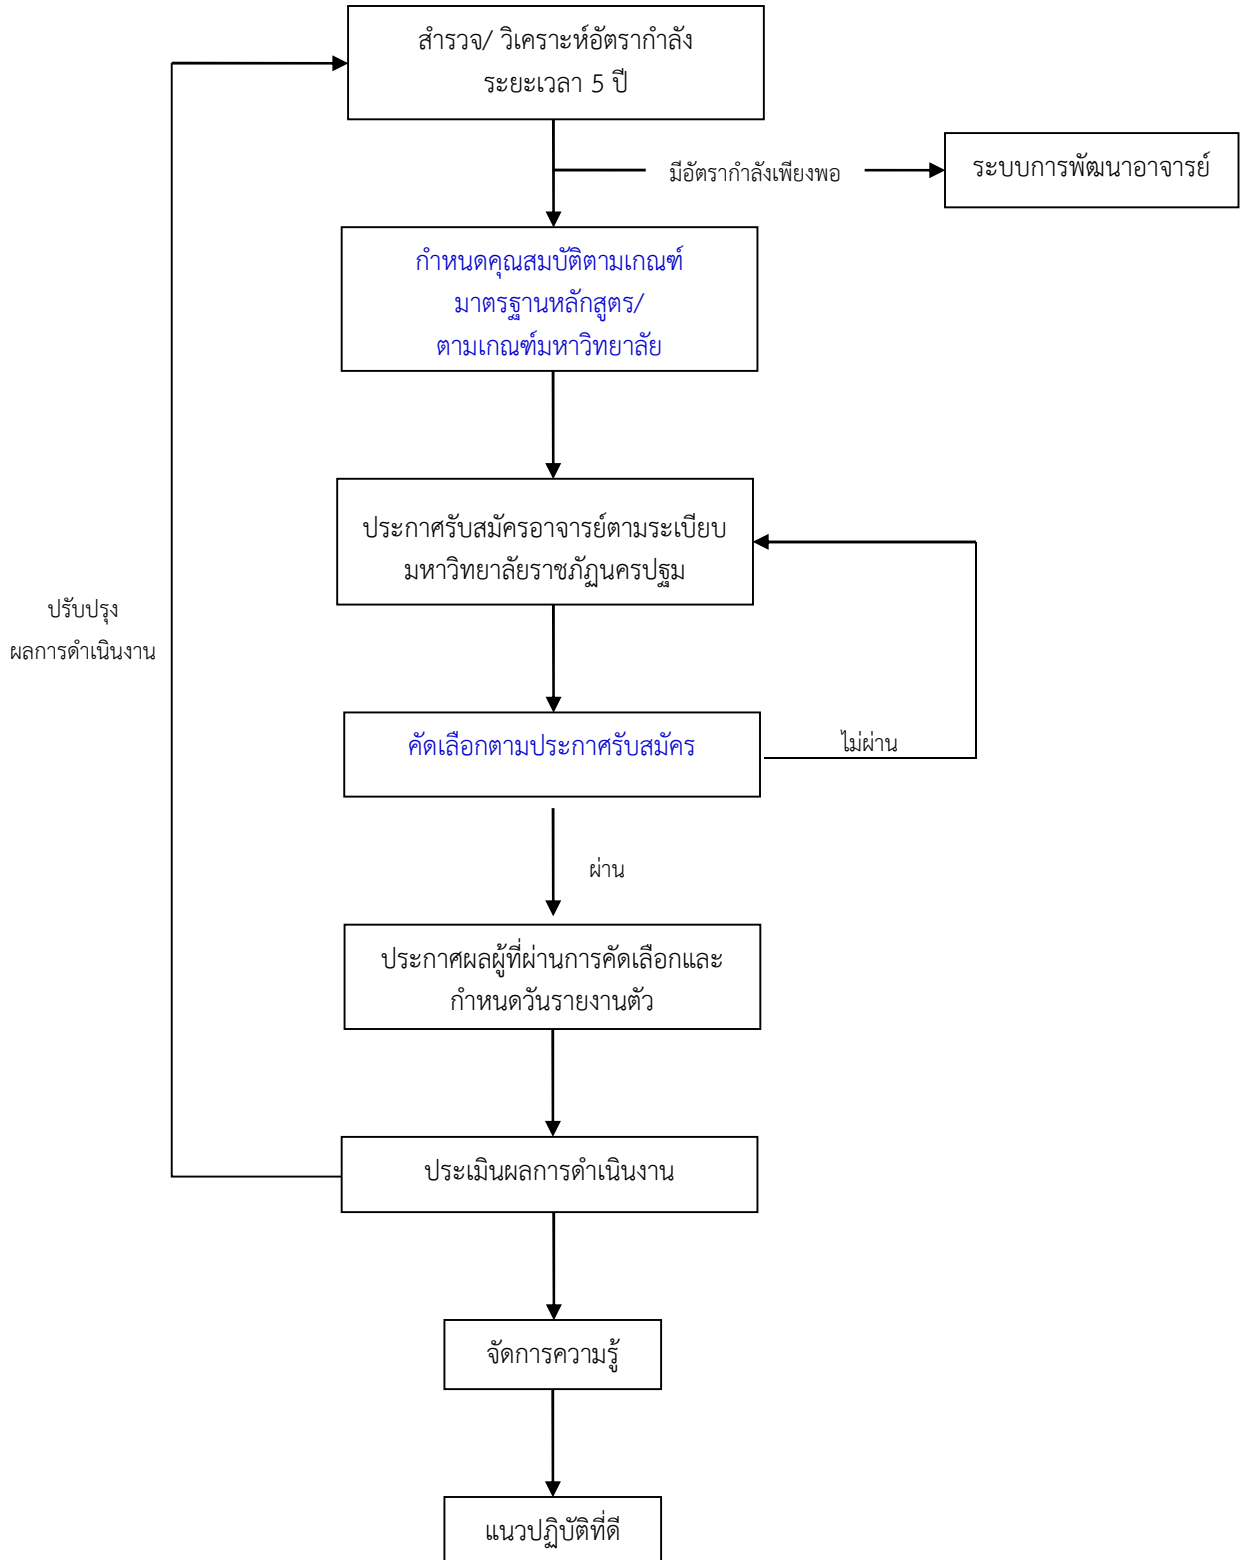 สำรวจ/ วิเคราะห์อัตรากำลัง
ระยะเวลา 5 ปี
มีอัตรากำลังเพียงพอ
ระบบการพัฒนาอาจารย์
กำหนดคุณสมบัติตามเกณฑ์
มาตรฐานหลักสูตร/
ตามเกณฑ์มหาวิทยาลัย
ประกาศรับสมัครอาจารย์ตามระเบียบ
มหาวิทยาลัยราชภัฏนครปฐม
ปรับปรุง
ผลการดำเนินงาน
คัดเลือกตามประกาศรับสมัคร
ไม่ผ่าน
ผ่าน
ประกาศผลผู้ที่ผ่านการคัดเลือกและ
กำหนดวันรายงานตัว
ประเมินผลการดำเนินงาน
จัดการความรู้
แนวปฏิบัติที่ดี